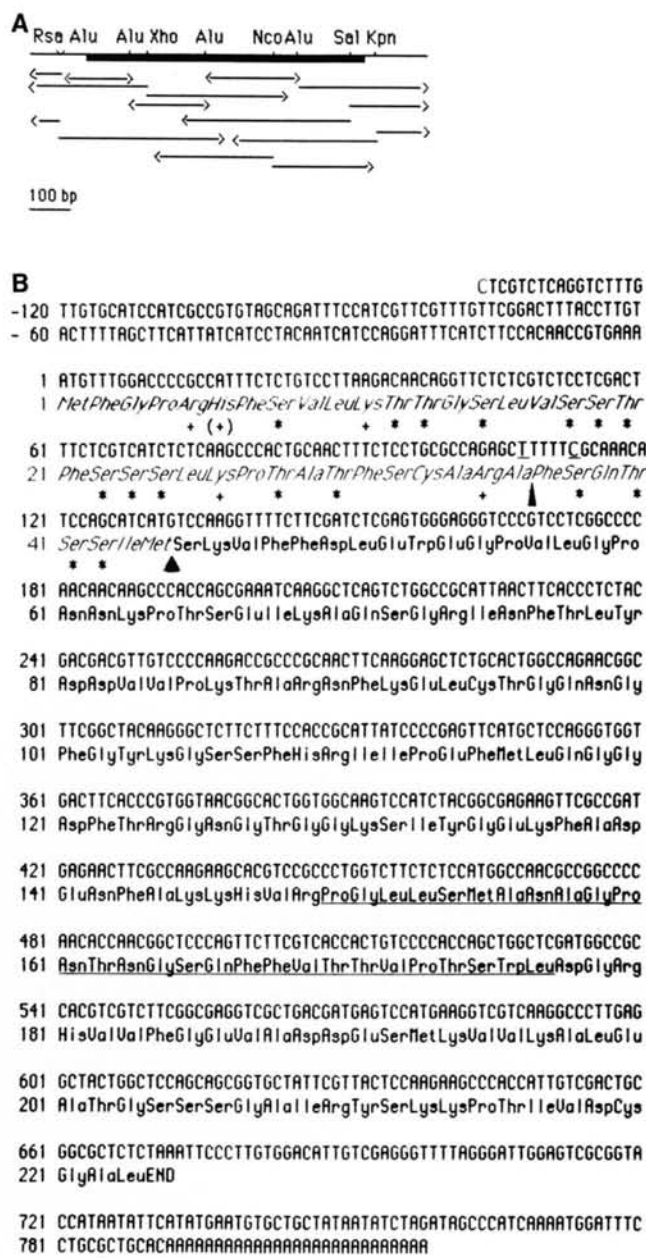 A
Rsa Alu Alu Xho Alu Nco Alu Sal Kpn
100 bp
B
CTCGTCTCAGGTCTTTG
-120 TTGTGCATCCATCGCCGTGTAGCAGATTTCCATCGTTCGTTTGTTCGGACTTTACCTTGT
- 60 ACTTTTAGCTTCATTATCATCCTACAATCATCCAGGATTTCATCTTCCACAACCGTGAAA
1 ATGTTTGGACCCCGCCATTTCTCTGTCCTTAAGACAACAGGTTCTCTCGTCTCCTCGACT
1 MetPheGlyProArgHisPheSerValLeuLysThrThrGlySerLeuValSerSerThr
+ (+) * + * * * * * *
61 TTCTCGTCATCTCTCAAGCCCACTGCAACTTTCTCCTGCGCCAGAGCTTTTTCGCAAACA
21 PheSerSerSerLeuLysProThrAlaThrPheSerCysAlaArgAlaPheSerGlnThr
* * * + * * + * *
121 TCCAGCATCATGTCCAAGGTTTTCTTCGATCTCGAGTGGGAGGGTCCCGTCCTCGGCCCC
41 SerSerIleMetSerLysValPhePheAspLeuGluTrpGluGlyProValLeuGlyPro
* *
181 AACAACAAGCCCACCAGCGAAATCAAGGCTCAGTCTGGCCGCATTAACTTCACCCTCTAC
61 AsnAsnLysProThrSerGluIleLysAlaGlnSerGlyArgIleAsnPheThrLeuTyr
241 GACGACGTTGTCCCCAAGACCGCCCGCAACTTCAAGGAGCTCTGCACTGGCCAGAACGGC
81 AspAspValValProLysThrAlaArgAsnPheLysGluLeuCysThrGlyGlnAsnGly
301 TTCGGCTACAAGGGCTCTTCTTTCCACCGCATTATCCCCGAGTTCATGCTCCAGGGTGGT
101 PheGlyTyrLysGlySerSerPheHisArgIleIleProGluPheMetLeuGlnGlyGly
361 GACTTCACCCGTGGTAACGGCACTGGTGGCAAGTCCATCTACGGCGAGAAGTTCGCCGAT
121 AspPheThrArgGlyAsnGlyThrGlyGlyLysSerIleTyrGlyGluLysPheAlaAsp
421 GAGAACTTCGCCAAGAAGCACGTCCGCCCTGGTCTTCTCTCCATGGCCAACGCCGGCCCC
141 GluAsnPheAlaLysLysHisValArgProGlyLeuLeuSerMetAlaAsnAlaGlyPro
481 AACACCAACGGCTCCCAGTTCTTCGTCACCACTGTCCCCACCAGCTGGCTCGATGGCCGC
161 AsnThrAsnGlySerGlnPhePheValThrThrValProThrSerTrpLeuAspGlyArg
541 CACGTCGTCTTCGGCGAGGTCGCTGACGATGAGTCCATGAAGGTCGTCAAGGCCCTTGAG
181 HisValValPheGlyGluValAlaAspAspGluSerMetLysValValLysAlaLeuGlu
601 GCTACTGGCTCCAGCAGCGGTGCTATTCGTTACTCCAAGAAGCCCACCATTGTCGACTGC
201 AlaThrGlySerSerSerGlyAlaIleArgTyrSerLysLysProThrIleValAspCys
661 GGCGCTCTCTAAATTCCCTTGTGGACATTGTCGAGGGTTTTAGGGATTGGAGTCGCGGTA
221 GlyAlaLeuEND
721 CCATAATATTCATATGAATGTGCTGCTATAATATCTAGATAGCCCATCAAAATGGATTTC
781 CTGCGCTGCACAAAAAAAAAAAAAAAAAAAAAAAAAA